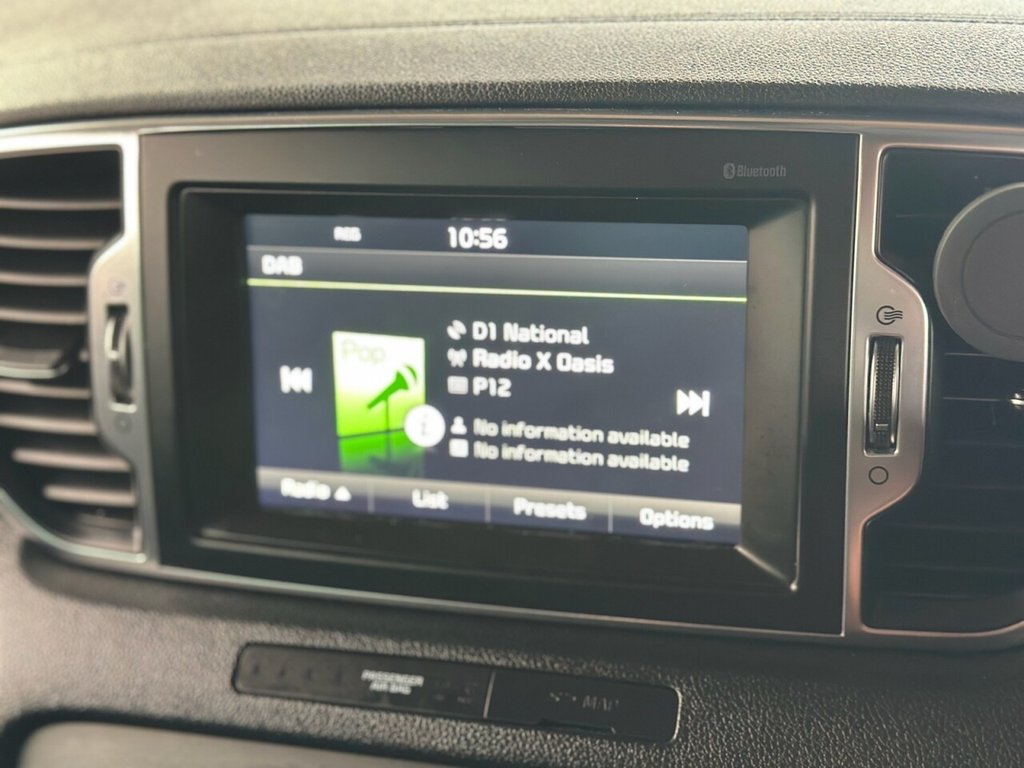 Bluetooth
10:56
DAB
Pop
D1 National
Radio X Oasis
P12
i
No information available
No information available
Radio
List
Presets
Options
PASSENGER
AIR BAG